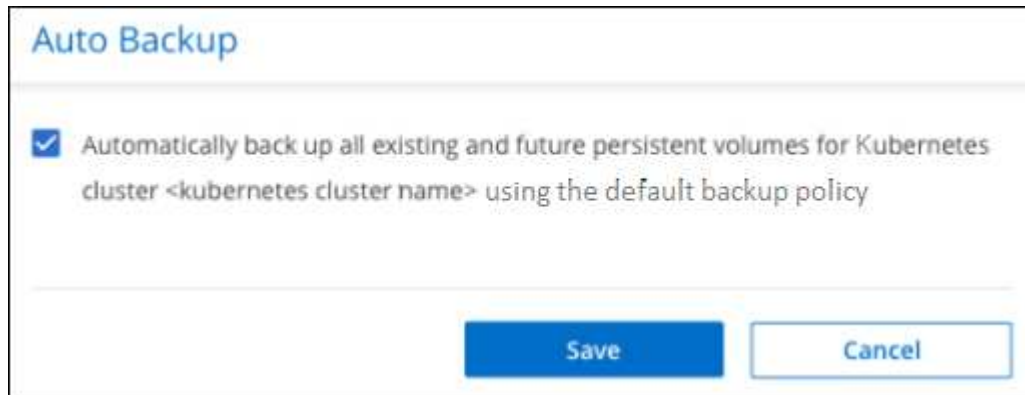 Auto Backup
Automatically back up all existing and future persistent volumes for Kubernetes
cluster <kubernetes cluster name> using the default backup policy
Save
Cancel